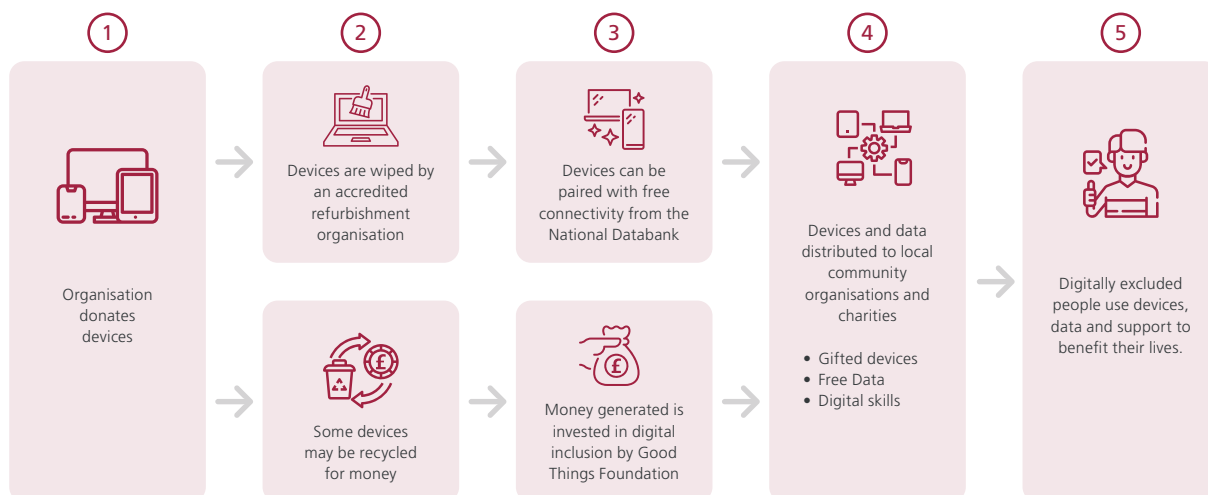 1
Organisation
donates
devices
2
Devices are wiped by
an accredited
refurbishment
organisation
£
Some devices
may be recycled
for money
3
Devices can be
paired with free
connectivity from the
National Databank
£
Money generated is
invested in digital
inclusion by Good
Things Foundation
4
Devices and data
distributed to local
community
organisations and
charities
• Gifted devices
• Free Data
• Digital skills
5
Digitally excluded
people use devices,
data and support to
benefit their lives.